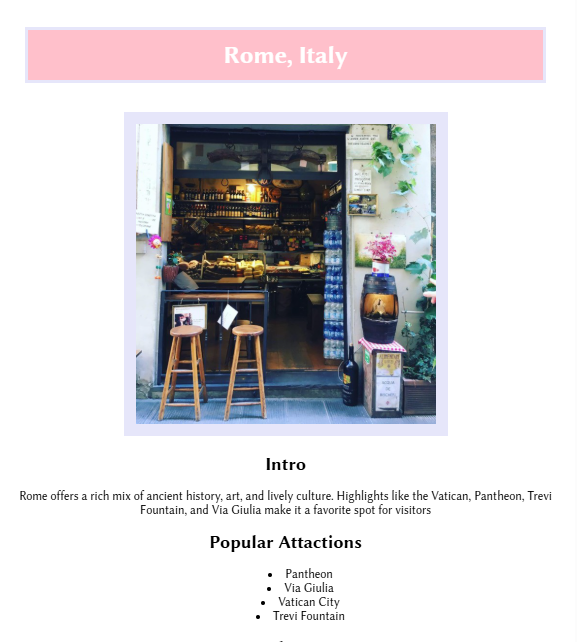 Rome, Italy
Intro
Rome offers a rich mix of ancient history, art, and lively culture. Highlights like the Vatican, Pantheon, Trevi
Fountain, and Via Giulia make it a favorite spot for visitors
Popular Attactions
Pantheon
Via Giulia
Vatican City
Trevi Fountain